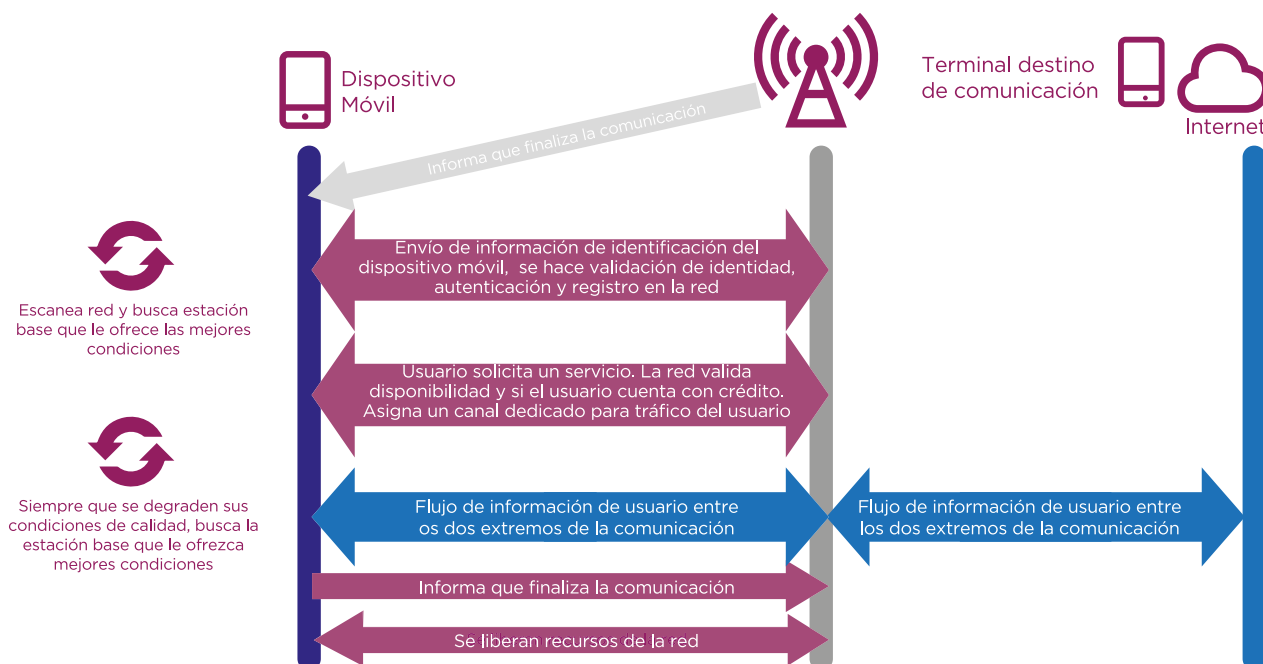 Dispositivo
Móvil
Terminal destino
de comunicación
Internet
Informa que finaliza la comunicación
Envío de información de identificación del
dispositivo móvil, se hace validación de identidad,
autenticación y registro en la red
Escanea red y busca estación
base que le ofrece las mejores
condiciones
Usuario solicita un servicio. La red valida
disponibilidad y si el usuario cuenta con crédito.
Asigna un canal dedicado para tráfico del usuario
Siempre que se degraden sus
condiciones de calidad, busca la
estación base que le ofrezca
mejores condiciones
Flujo de información de usuario entre
os dos extremos de la comunicación
Flujo de información de usuario entre
los dos extremos de la comunicación
Informa que finaliza la comunicación
Se liberan recursos de la red